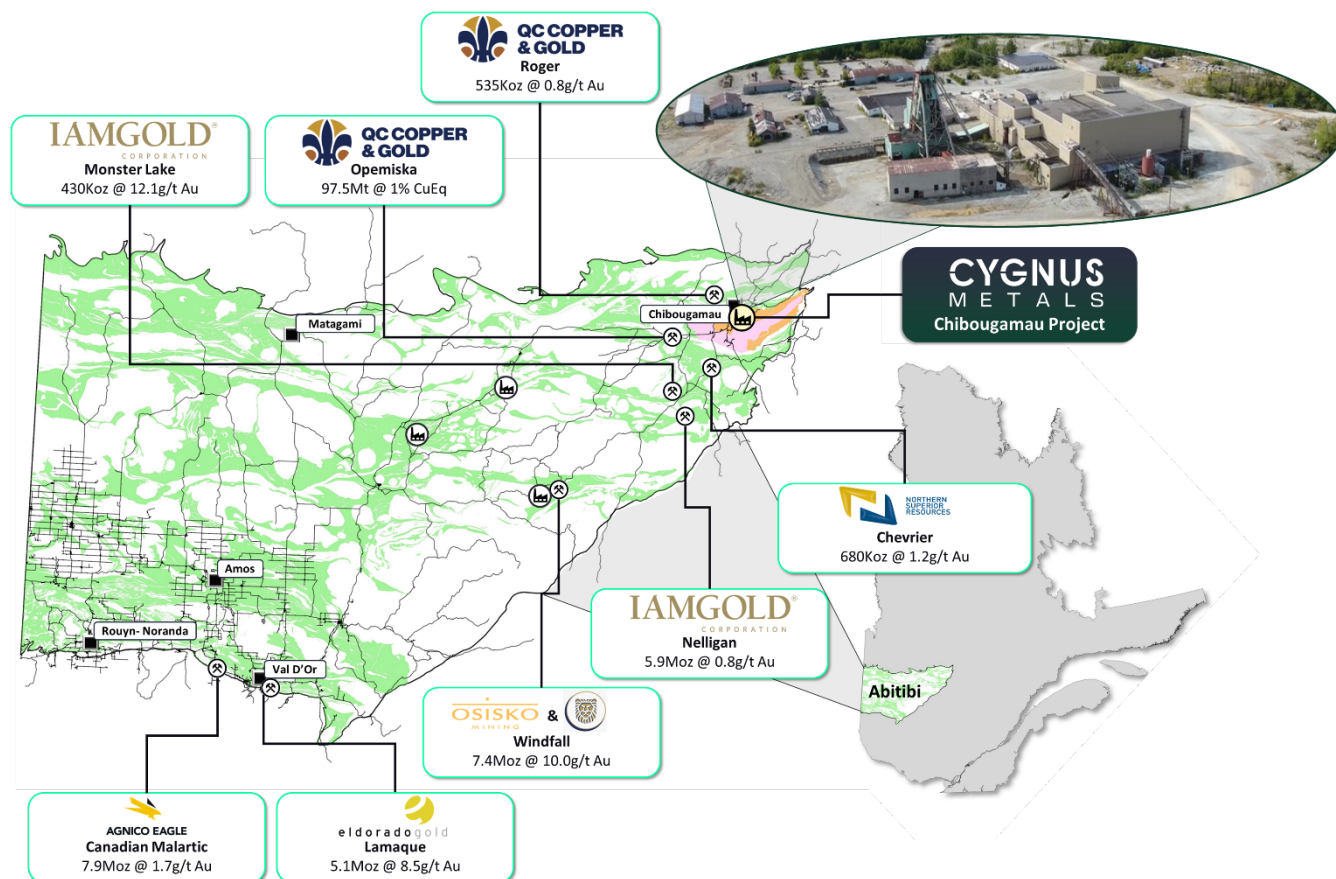 QC COPPER
& GOLD
Roger
535Koz @ 0.8g/t Au
IAMGOLD®
CORPORATION
Monster Lake
430Koz @ 12.1g/t Au
QC COPPER
& GOLD
Opemiska
97.5Mt @ 1% CuEq
CYGNUS
METALS
Chibougamau Project
Matagami
Chibougamau
NORTHERN
SUPERIOR
RESOURCES
Chevrier
680Koz @ 1.2g/t Au
Amos
IAMGOLD®
CORPORATION
Nelligan
5.9Moz @ 0.8g/t Au
Rouyn- Noranda
Val D'Or
Abitibi
OSISKO &
MINING
Windfall
7.4Moz @ 10.0g/t Au
AGNICO EAGLE
Canadian Malartic
7.9Moz @ 1.7g/t Au
eldoradogold
Lamaque
5.1Moz @ 8.5g/t Au